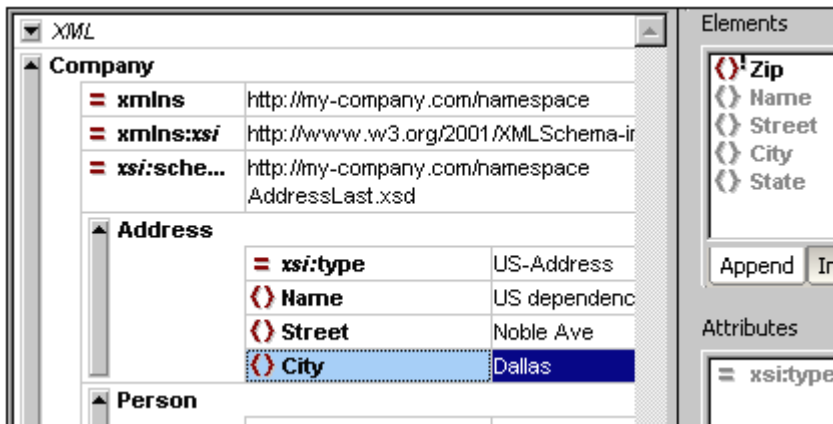 XML
Company
= xmlns http://my-company.com/namespace
= xmlns:xsi http://www.w3.org/2001/XMLSchema-in
= xsi:sche... http://my-company.com/namespace
AddressLast.xsd
Address
= xsi:type US-Address
() Name US dependenc
() Street Noble Ave
() City Dallas
Person
Elements
()! Zip
() Name
() Street
() City
() State
Append In
Attributes
= xsi:type